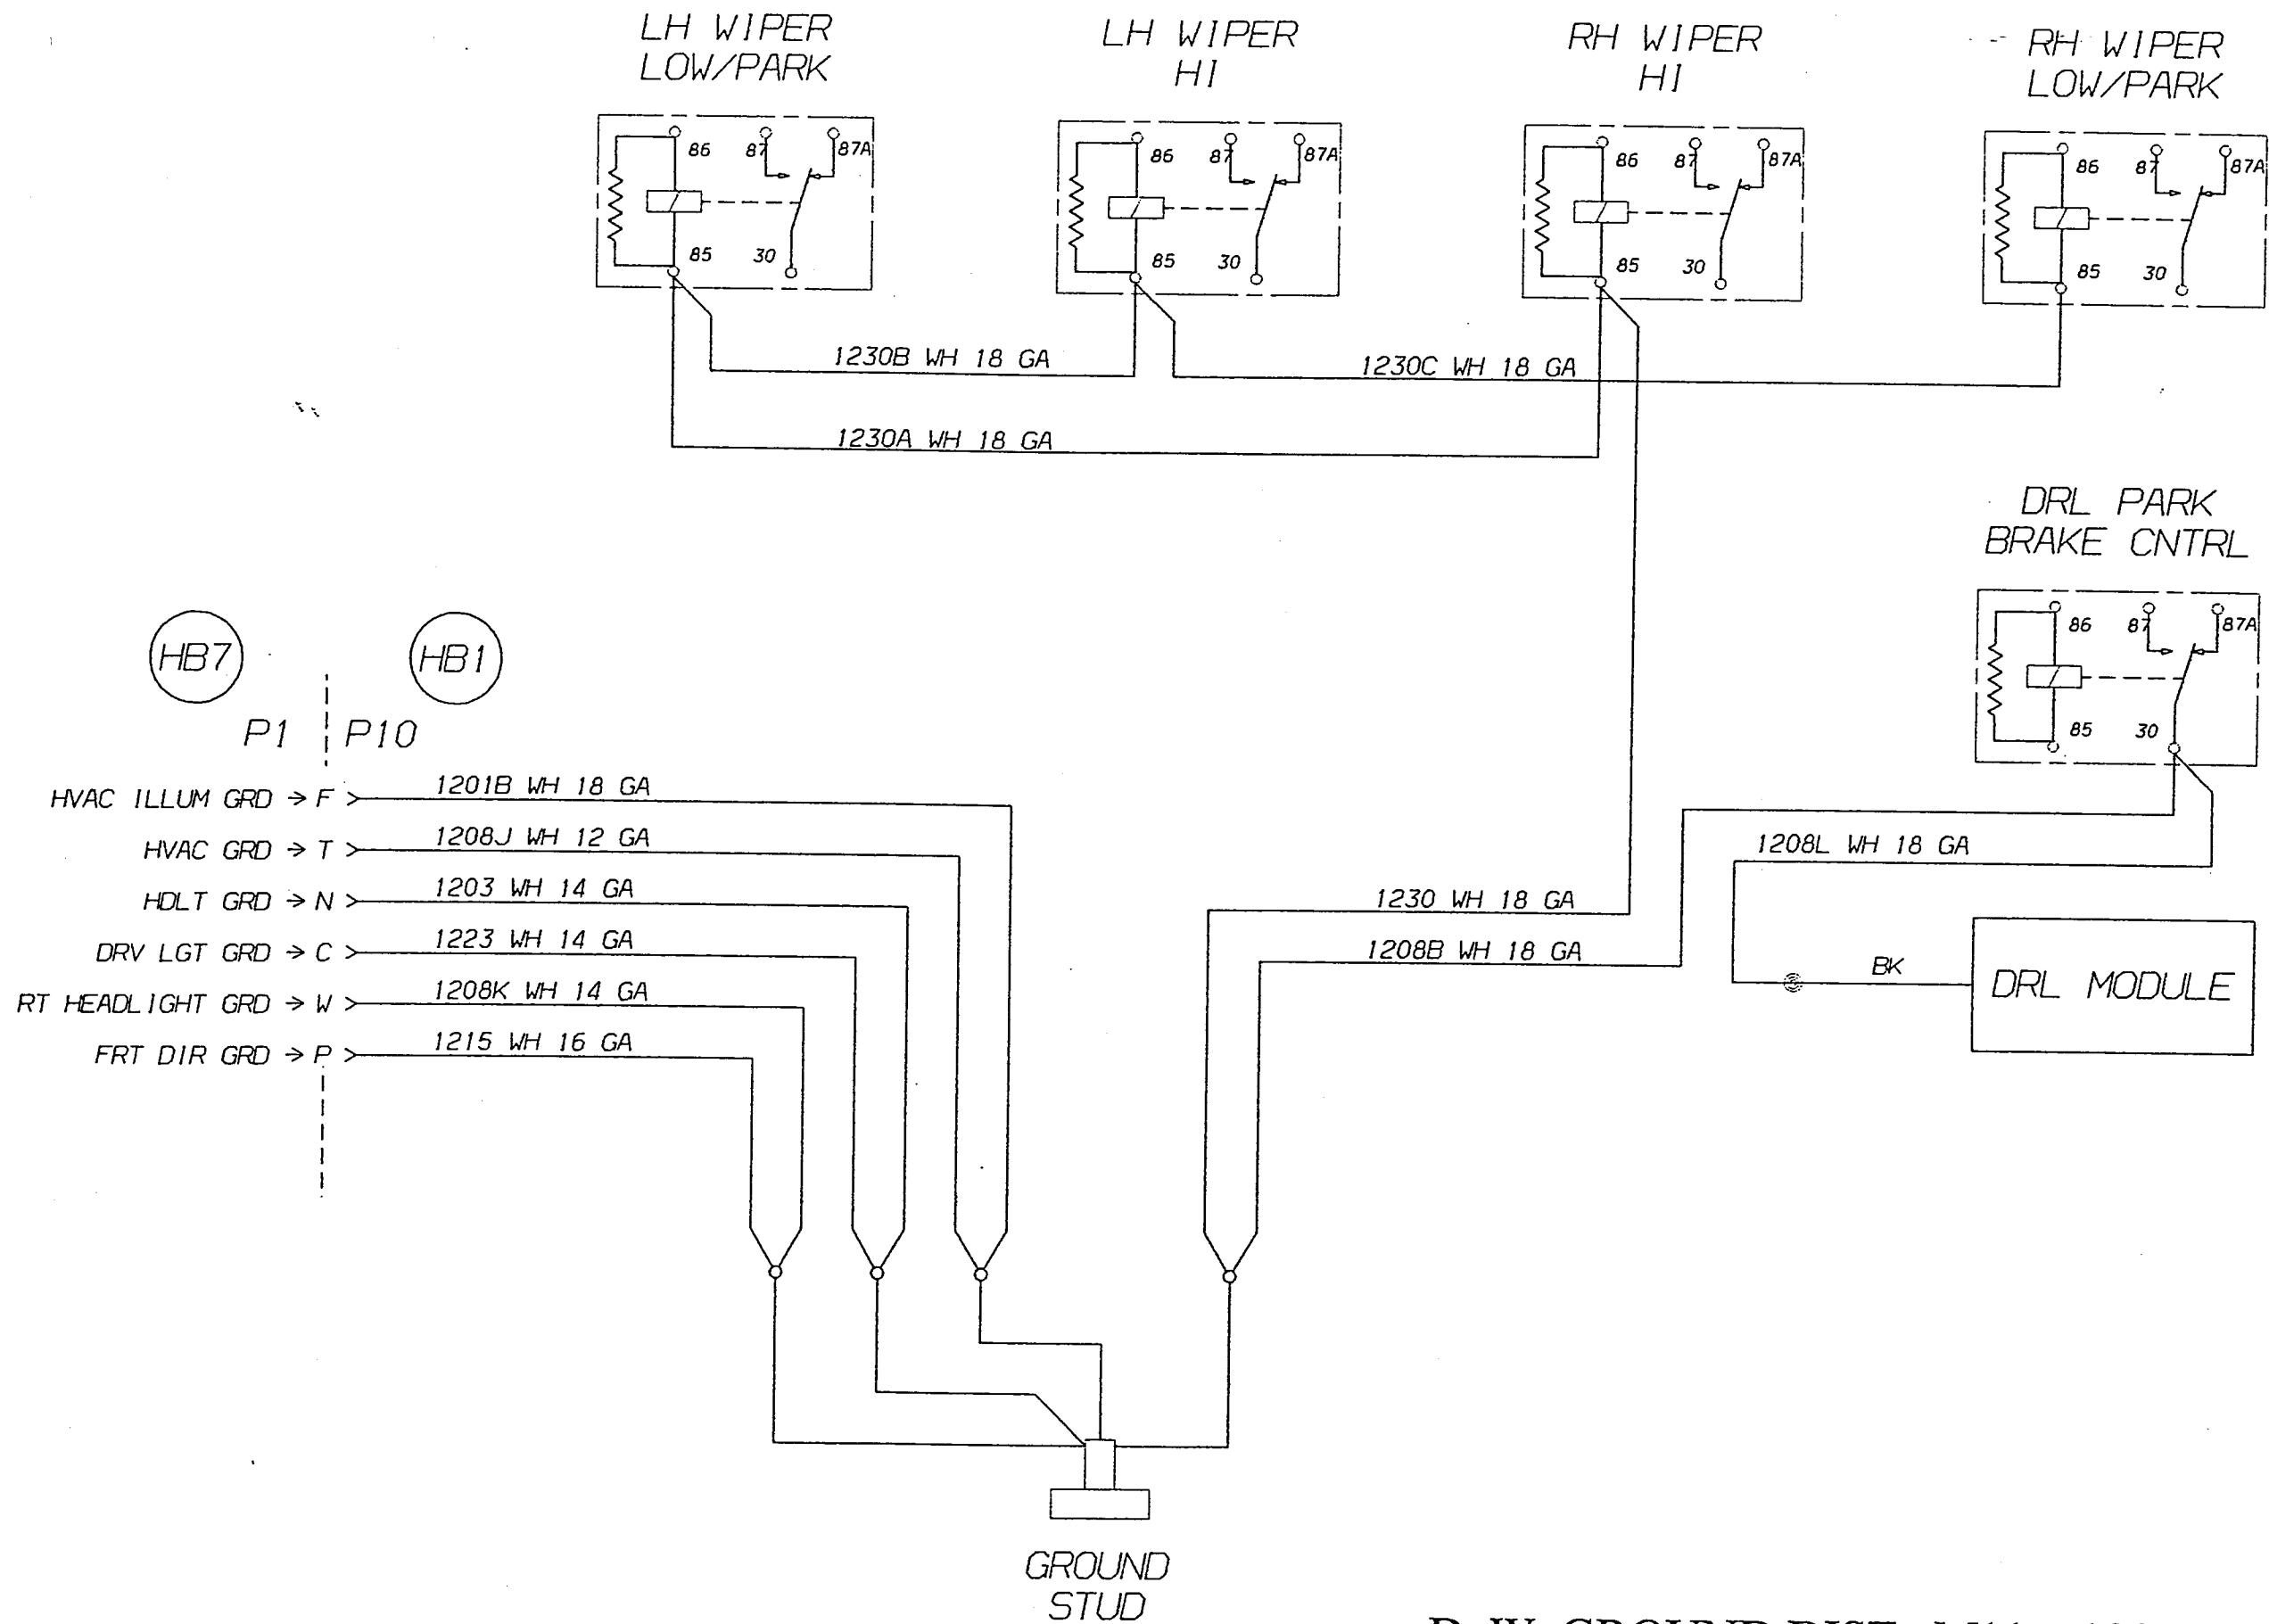 LH WIPER
LOW/PARK
LH WIPER
HI
RH WIPER
HI
RH WIPER
LOW/PARK
86 87 87A
85 30
86 87 87A
85 30
86 87 87A
85 30
86 87 87A
85 30
1230B WH 18 GA
1230C WH 18 GA
1230A WH 18 GA
DRL PARK
BRAKE CNTRL
86 87 87A
85 30
HB7
HB1
P1
P10
HVAC ILLUM GRD → F
1201B WH 18 GA
HVAC GRD → T
1208J WH 12 GA
HDLT GRD → N
1203 WH 14 GA
DRV LGT GRD → C
1223 WH 14 GA
RT HEADLIGHT GRD → W
1208K WH 14 GA
FRT DIR GRD → P
1215 WH 16 GA
1208L WH 18 GA
1230 WH 18 GA
1208B WH 18 GA
BK
DRL MODULE
GROUND
STUD